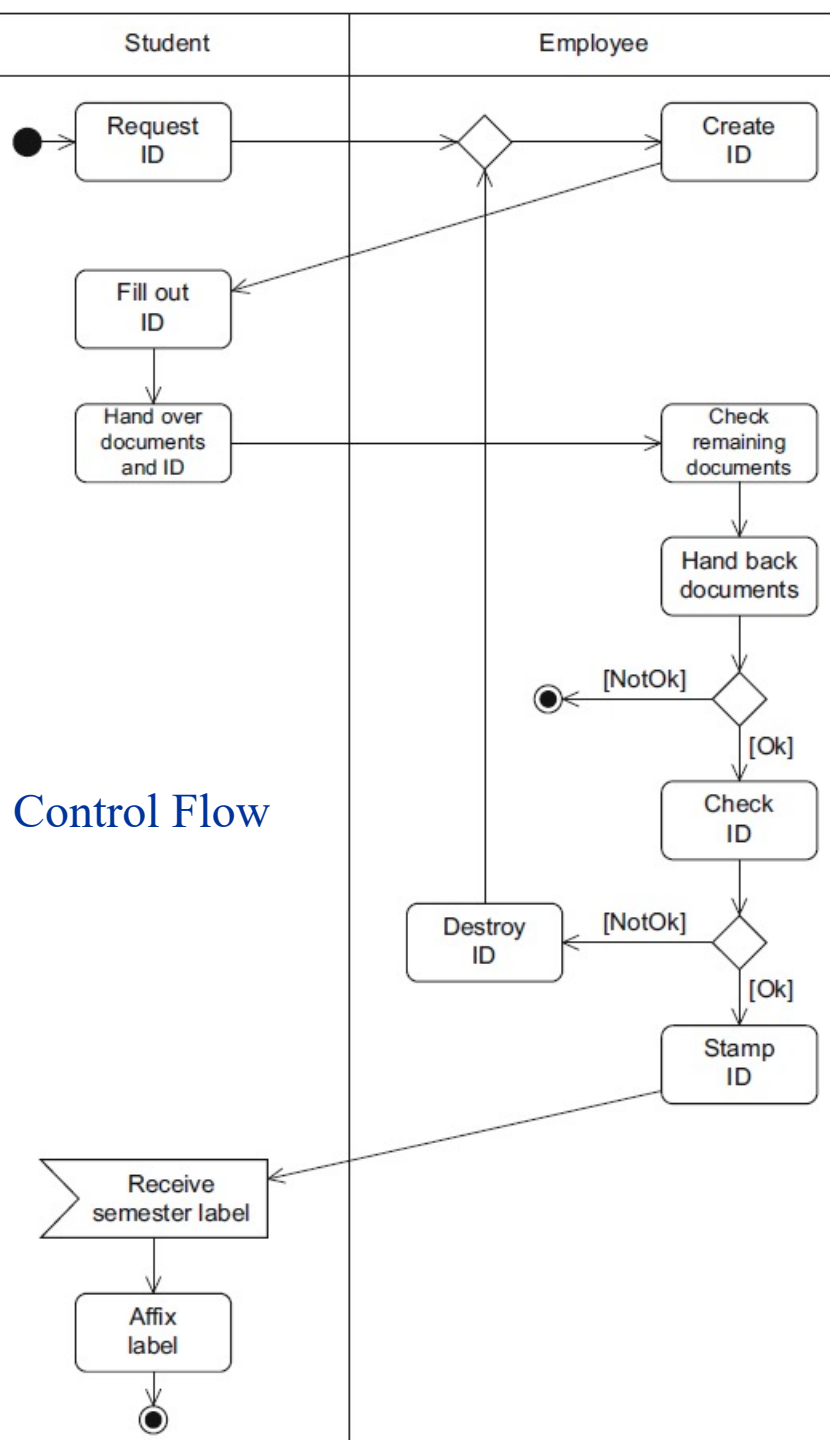 Student
Employee
Request
ID
Create
ID
Fill out
ID
Hand over
documents
and ID
Check
remaining
documents
Hand back
documents
[NotOk]
[Ok]
Control Flow
Check
ID
Destroy
ID
[NotOk]
[Ok]
Stamp
ID
Receive
semester label
Affix
label